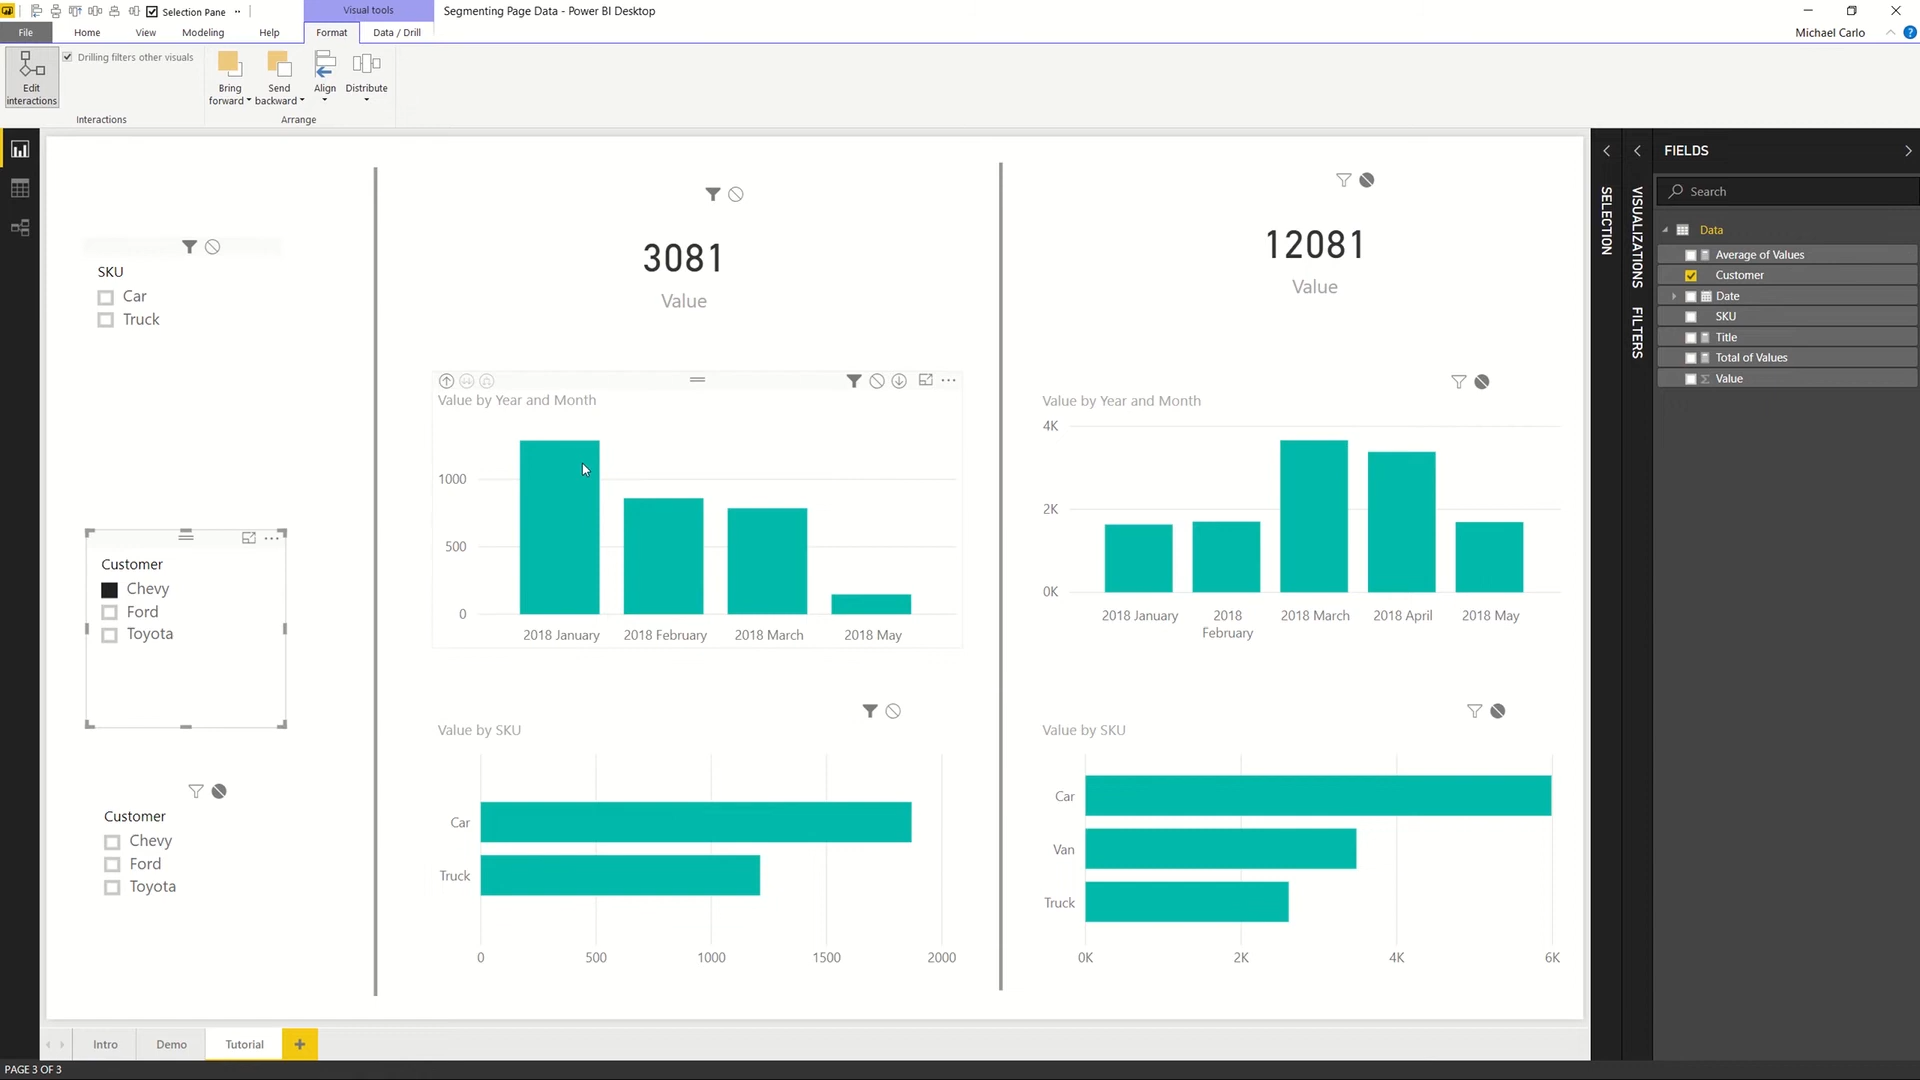 Selection Pane
Visual tools
Segmenting Page Data - Power BI Desktop
File
Home
View
Modeling
Help
Format
Data / Drill
Michael Carlo
?
Edit
interactions
Drilling filters other visuals
Bring
forward
Send
backward
Align
Distribute
Interactions
Arrange
SKU
Car
Truck
Customer
Chevy
Ford
Toyota
Customer
Chevy
Ford
Toyota
3081
Value
Value by Year and Month
1000
500
0
2018 January
2018 February
2018 March
2018 May
Value by SKU
Car
Truck
0
500
1000
1500
2000
12081
Value
Value by Year and Month
4K
2K
0K
2018 January
2018
February
2018 March
2018 April
2018 May
Value by SKU
Car
Van
Truck
0K
2K
4K
6K
SELECTION
VISUALIZATIONS
FILTERS
FIELDS
Search
Data
Average of Values
Customer
Date
SKU
Title
Total of Values
Σ Value
Intro
Demo
Tutorial
+
PAGE 3 OF 3